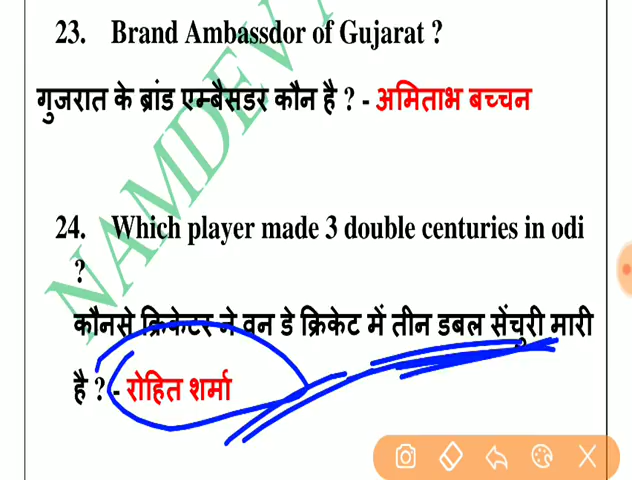 23. Brand Ambassdor of Gujarat ?
गुजरात के ब्रांड एम्बैसडर कौन है ? - अमिताभ बच्चन
24. Which player made 3 double centuries in odi
?
कौनसे क्रिकेटर ने वन डे क्रिकेट में तीन डबल सेंचुरी मारी
है ? - रोहित शर्मा
NAMDEV